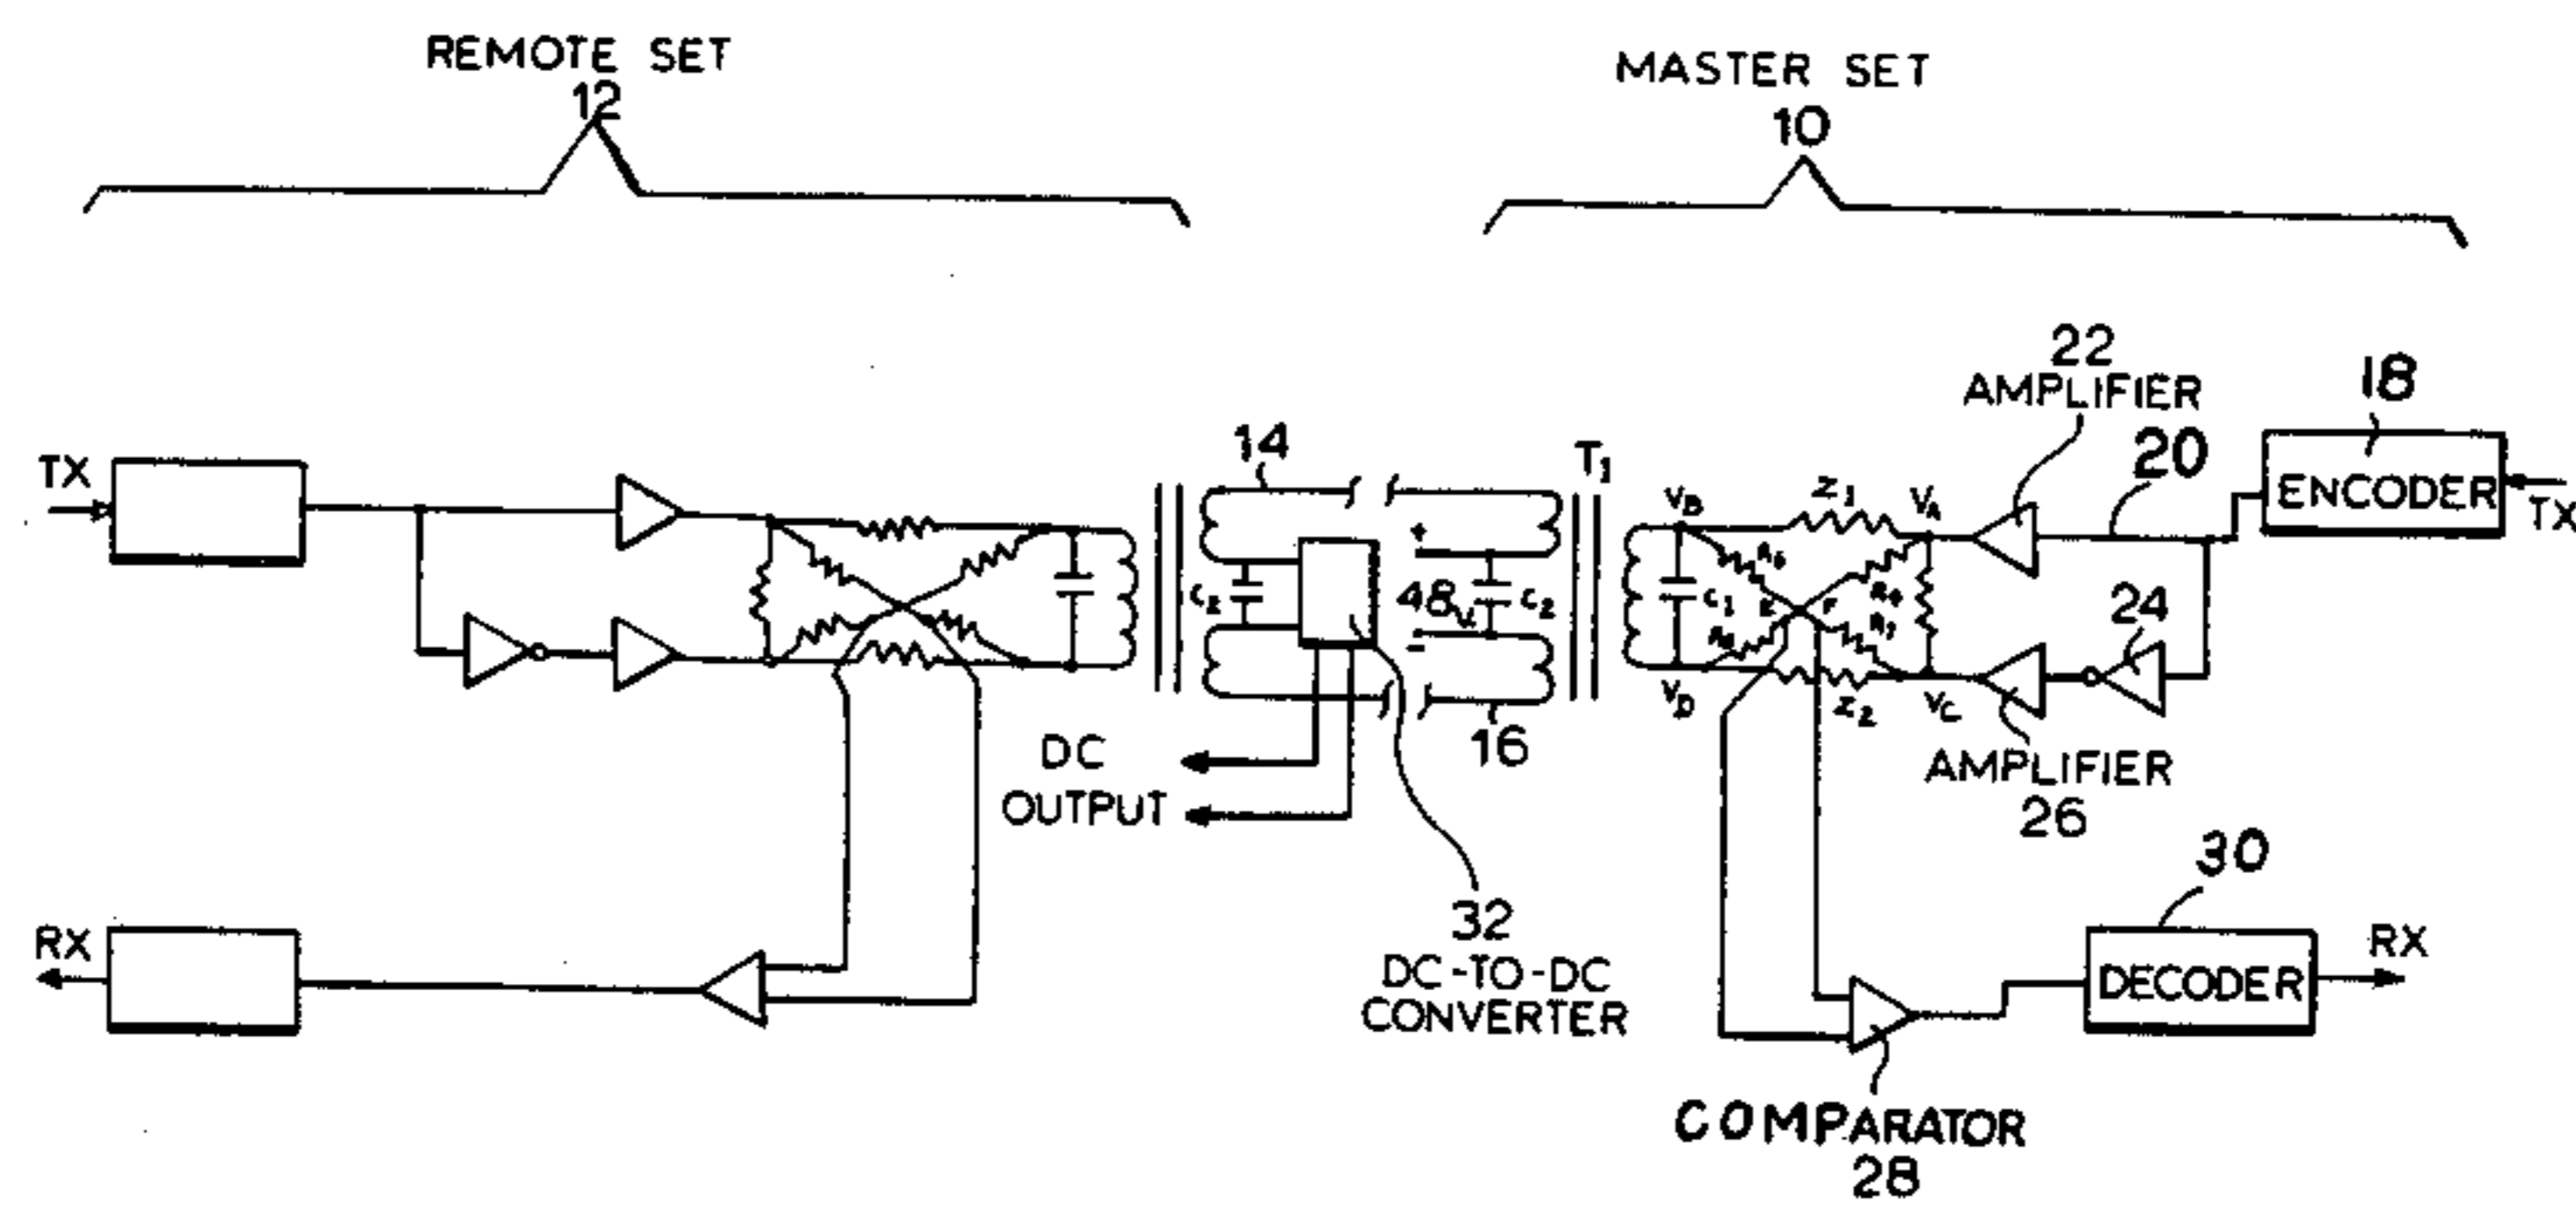 REMOTE SET
12
MASTER SET
10
22
AMPLIFIER
18
ENCODER
20
TX
TX
14
T1
VB
Z1
VA
+
48V.
-
C2
C2
C1
E
F
R7
24
VD
Z2
VC
16
AMPLIFIER
26
DC
OUTPUT
30
DECODER
RX
RX
32
DC-TO-DC
CONVERTER
COMPARATOR
28